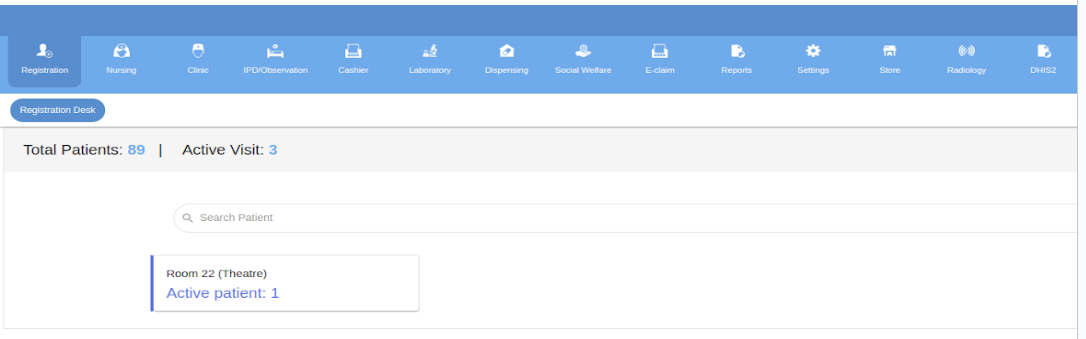 Registration
Nursing
Clinic
IPD/Observation
Cashier
Laboratory
Dispensing
Social Welfare
E-claim
Reports
Settings
Store
Radiology
DHIS2
Registration Desk
Total Patients: 89 | Active Visit: 3
Search Patient
Room 22 (Theatre)
Active patient: 1